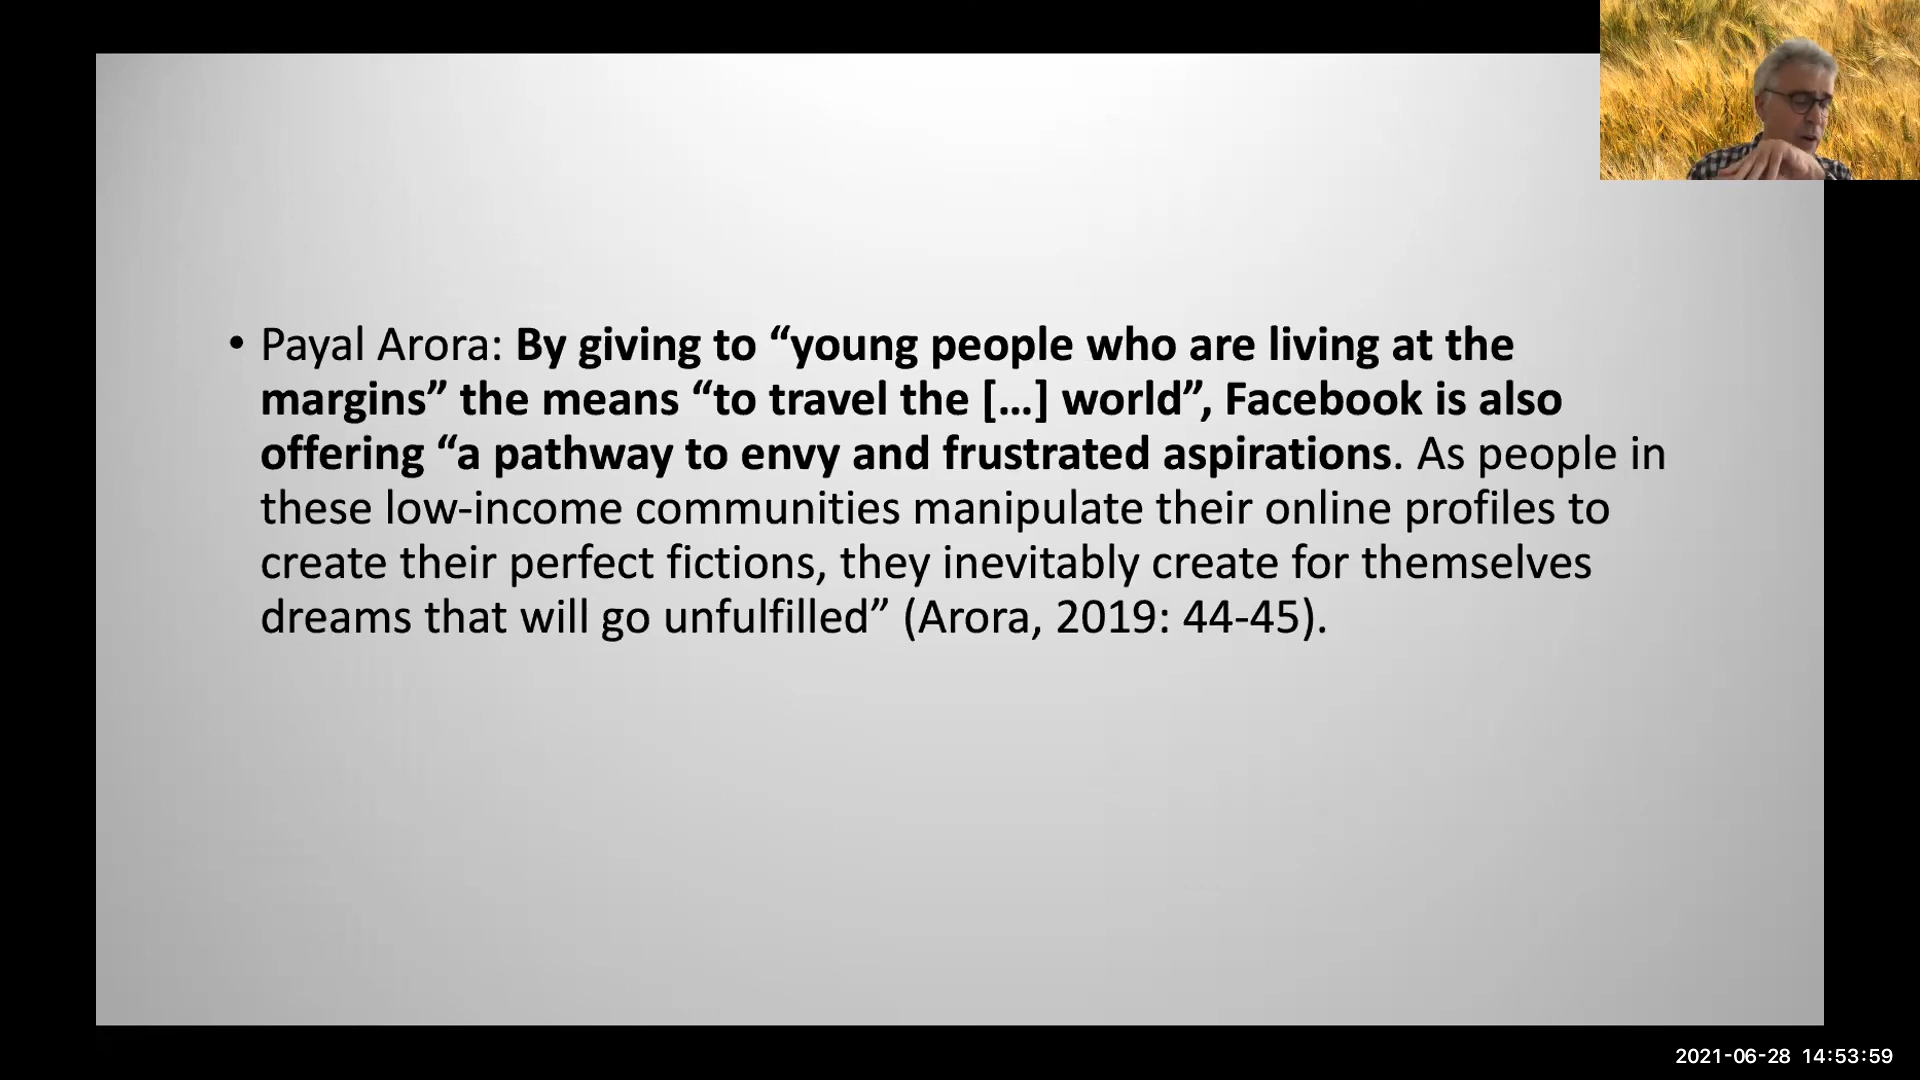 • Payal Arora: By giving to “young people who are living at the
margins” the means “to travel the [...] world”, Facebook is also
offering “a pathway to envy and frustrated aspirations. As people in
these low-income communities manipulate their online profiles to
create their perfect fictions, they inevitably create for themselves
dreams that will go unfulfilled” (Arora, 2019: 44-45).
2021-06-28 14:53:59